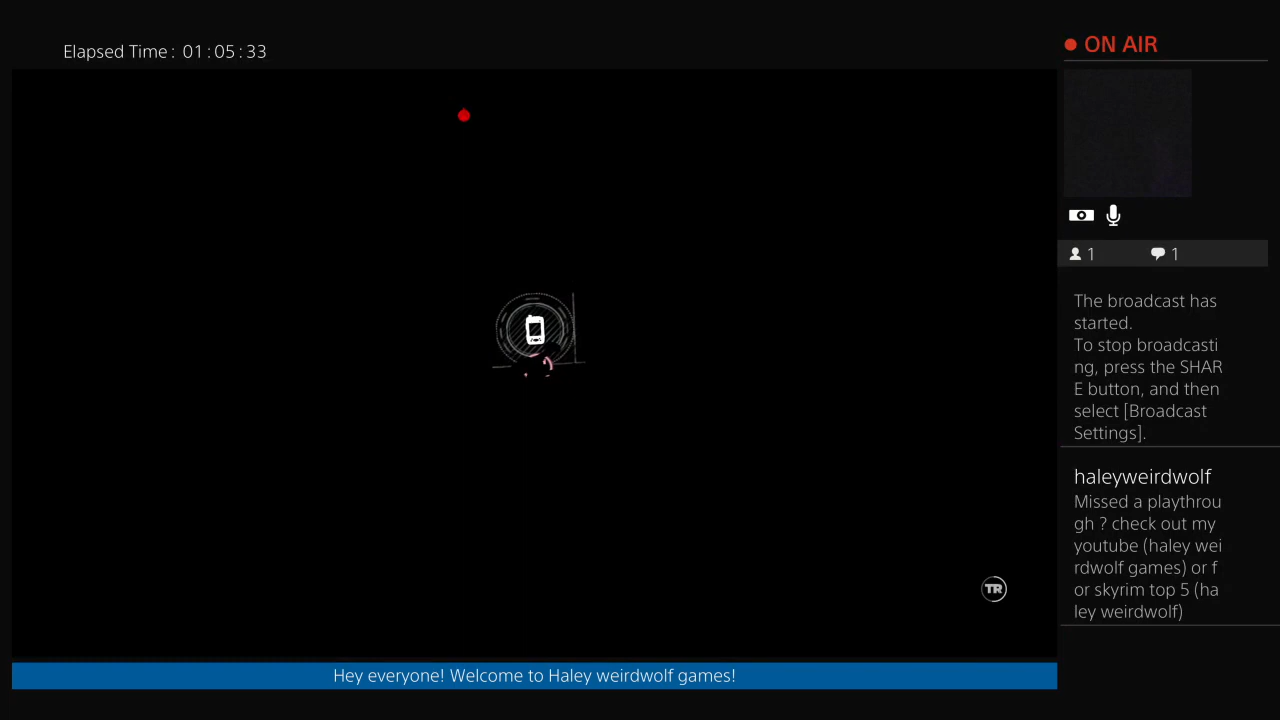 Elapsed Time : 01:05:33
ON AIR
1 1
The broadcast has
started.
To stop broadcasti
ng, press the SHAR
E button, and then
select [Broadcast
Settings].
haleyweirdwolf
Missed a playthrou
gh ? check out my
youtube (haley wei
rdwolf games) or f
or skyrim top 5 (ha
ley weirdwolf)
TR
Hey everyone! Welcome to Haley weirdwolf games!